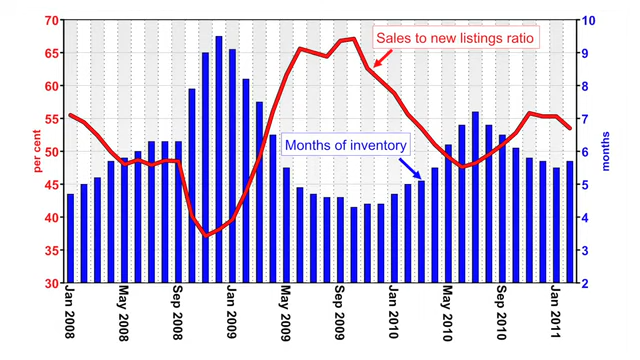 70
65
60
55
50
45
40
35
30
per cent
10
9
8
7
6
5
4
3
2
months
Sales to new listings ratio
Months of inventory
Jan 2008
May 2008
Sep 2008
Jan 2009
May 2009
Sep 2009
Jan 2010
May 2010
Sep 2010
Jan 2011